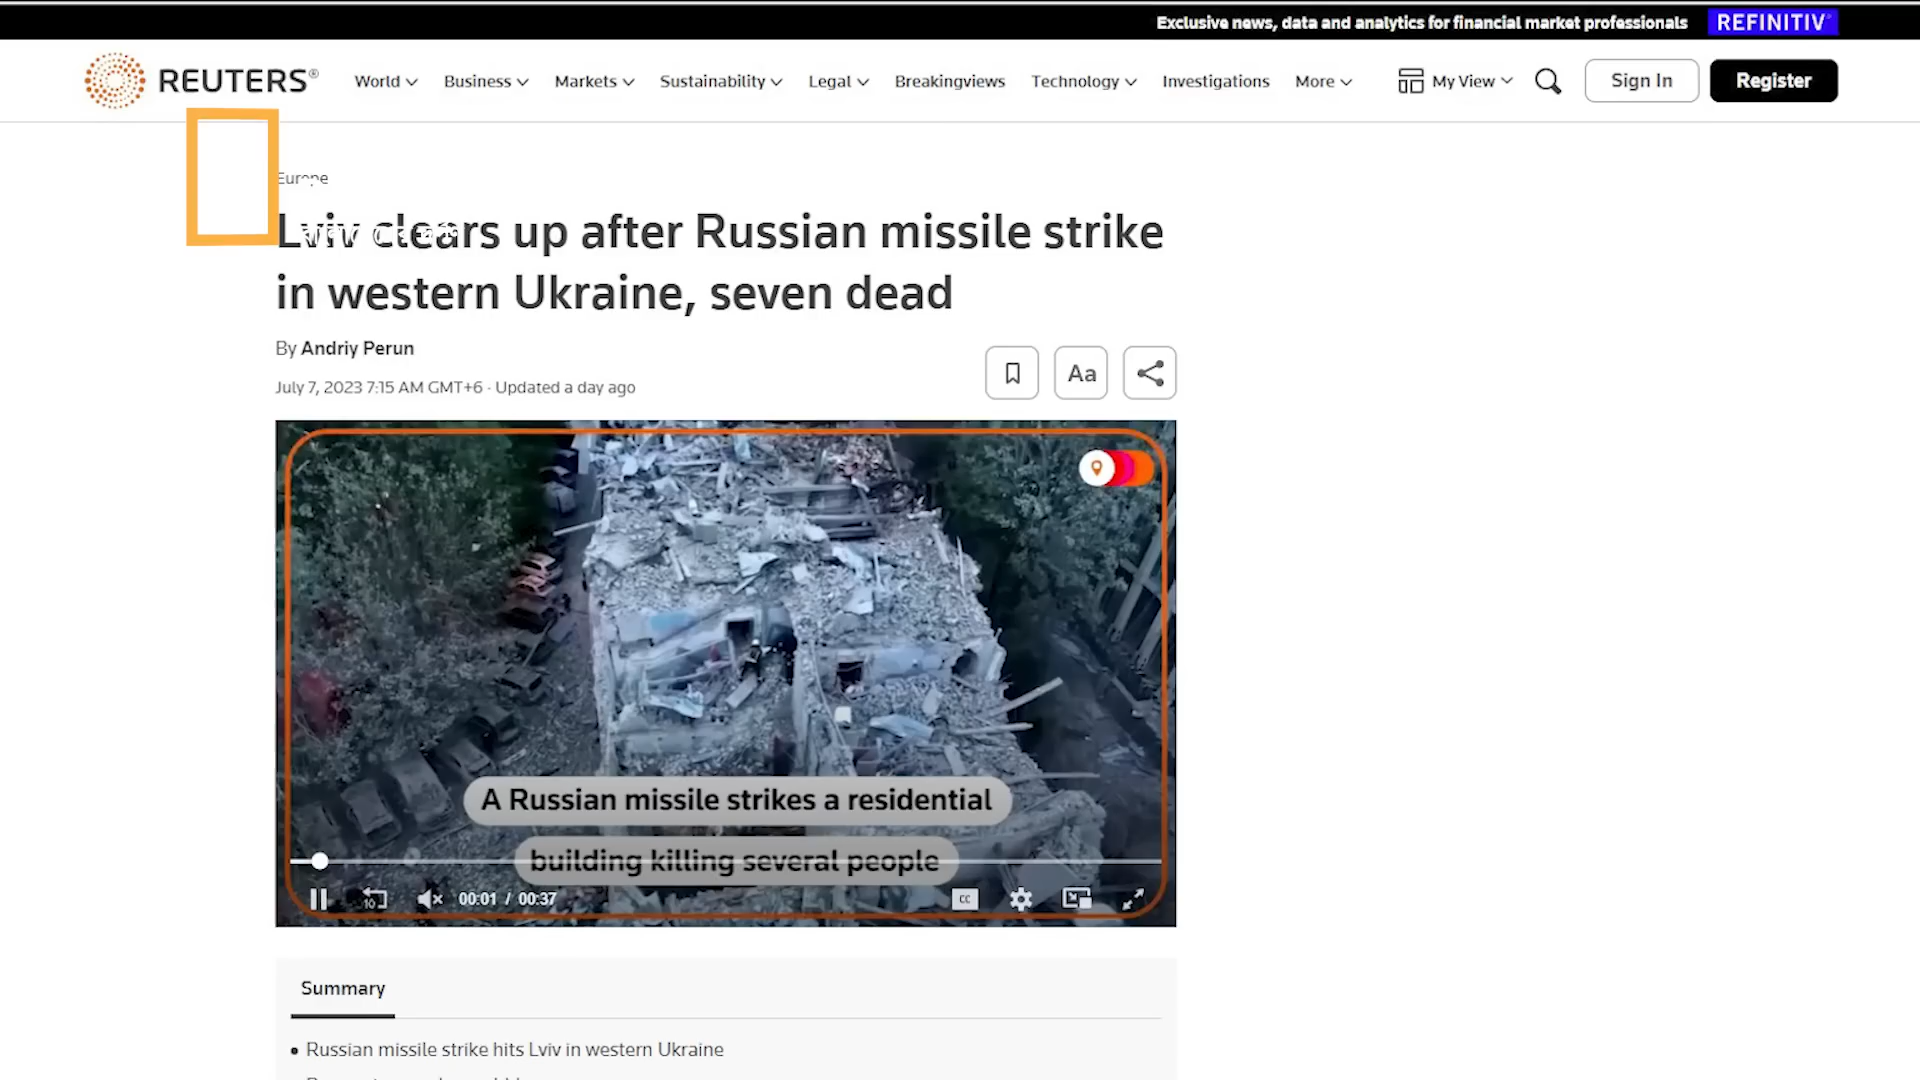 Exclusive news, data and analytics for financial market professionals REFINITIV
REUTERS® World Business Markets Sustainability Legal Breakingviews Technology Investigations More My View Sign In Register
Europe
Lviv clears up after Russian missile strike
in western Ukraine, seven dead
By Andriy Perun
July 7, 2023 7:15 AM GMT+6 · Updated a day ago
Aa
A Russian missile strikes a residential
building killing several people
10 00:01 / 00:37 CC
Summary
• Russian missile strike hits Lviv in western Ukraine